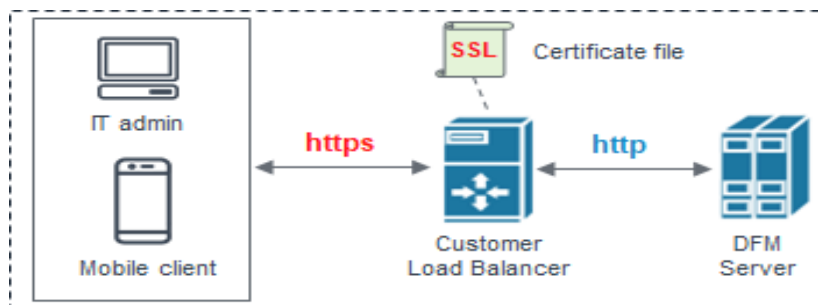 SSL
Certificate file
IT admin
https
http
Mobile client
Customer
Load Balancer
DFM
Server